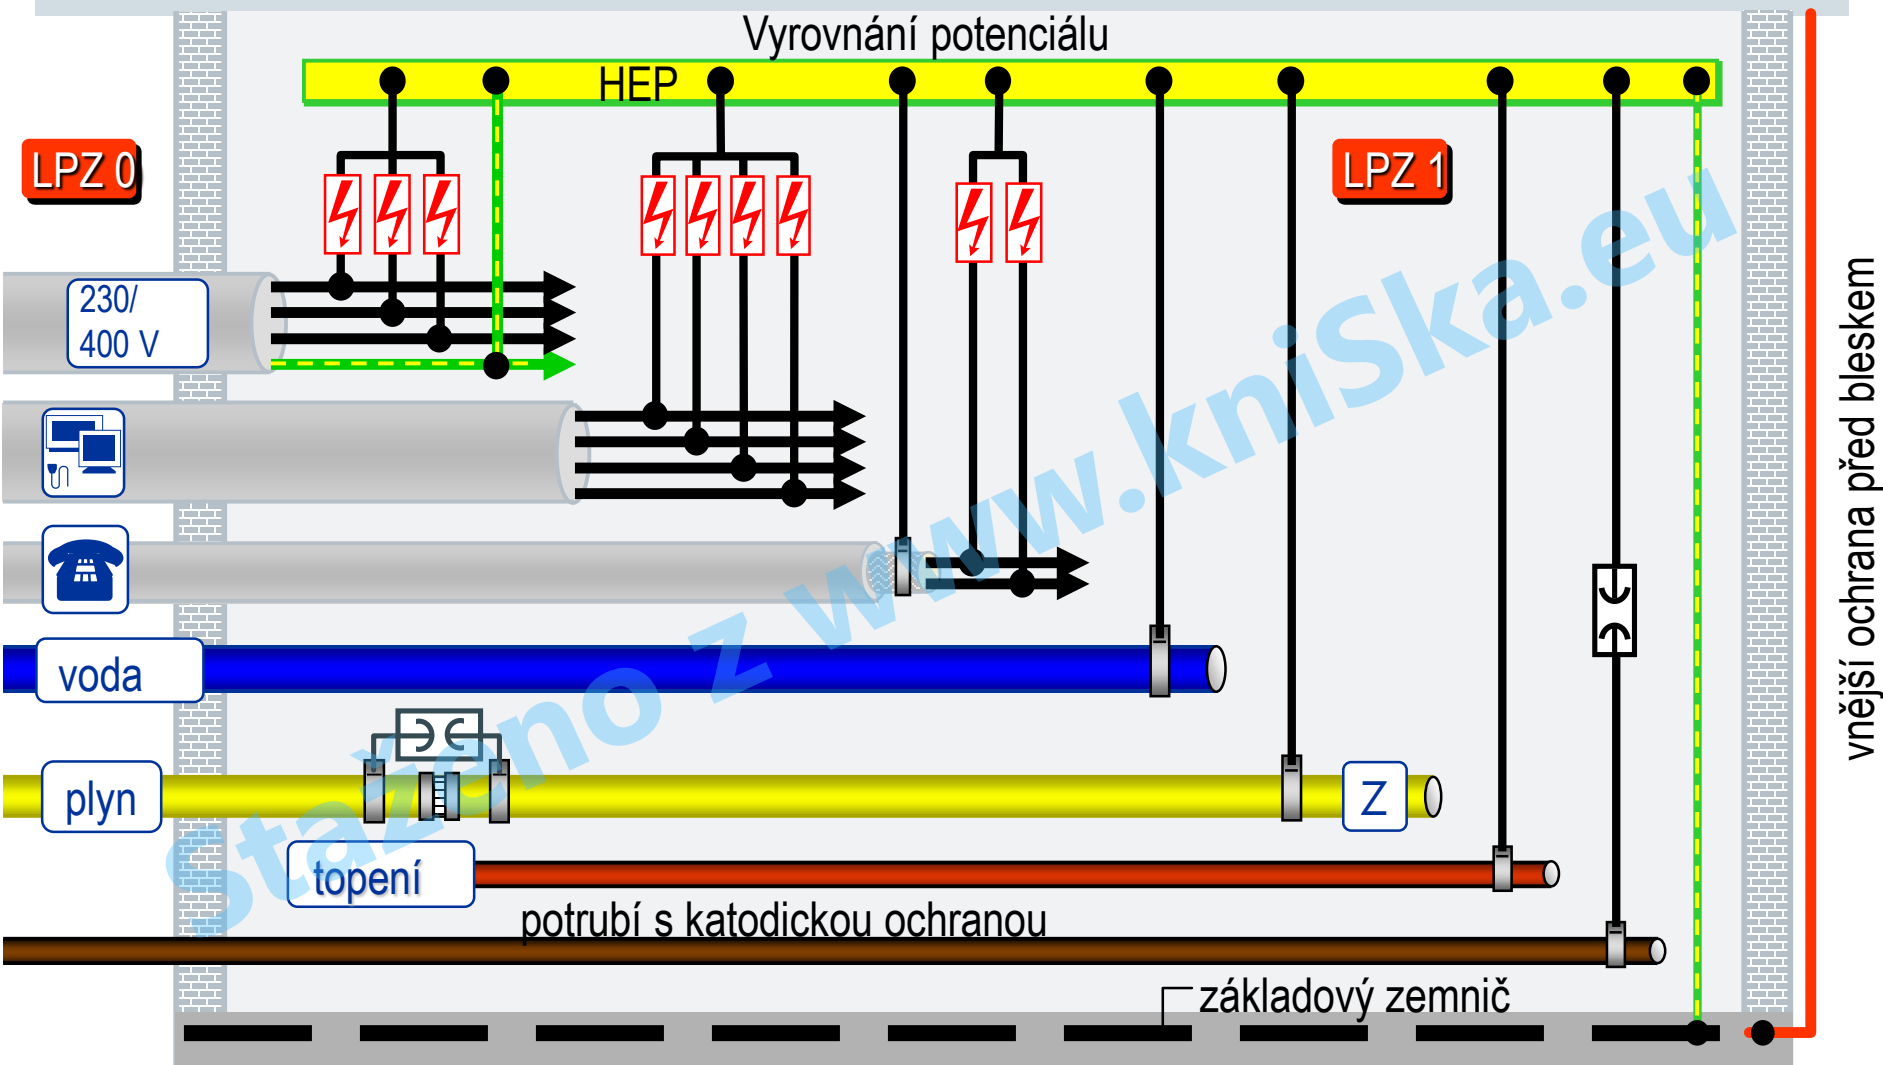 Vyrovnání potenciálu
HEP
LPZ 0
LPZ 1
230/
400 V
voda
plyn
Z
topení
potrubí s katodickou ochranou
základový zemnič
vnější ochrana před bleskem
Staženo z www.kniSka.eu